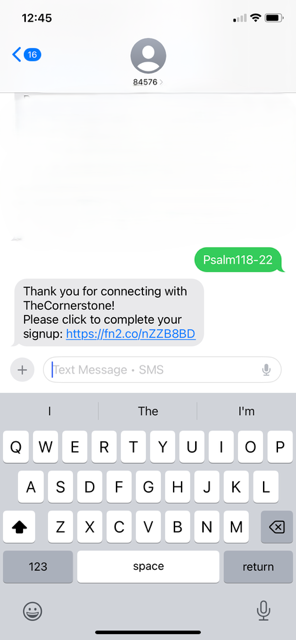 12:45
16
84576
Psalm118-22
Thank you for connecting with
TheCornerstone!
Please click to complete your
signup: https://fn2.co/nZZB8BD
Text Message • SMS
I The I'm
Q W E R T Y U I O P
A S D F G H J K L
Z X C V B N M
123 space return